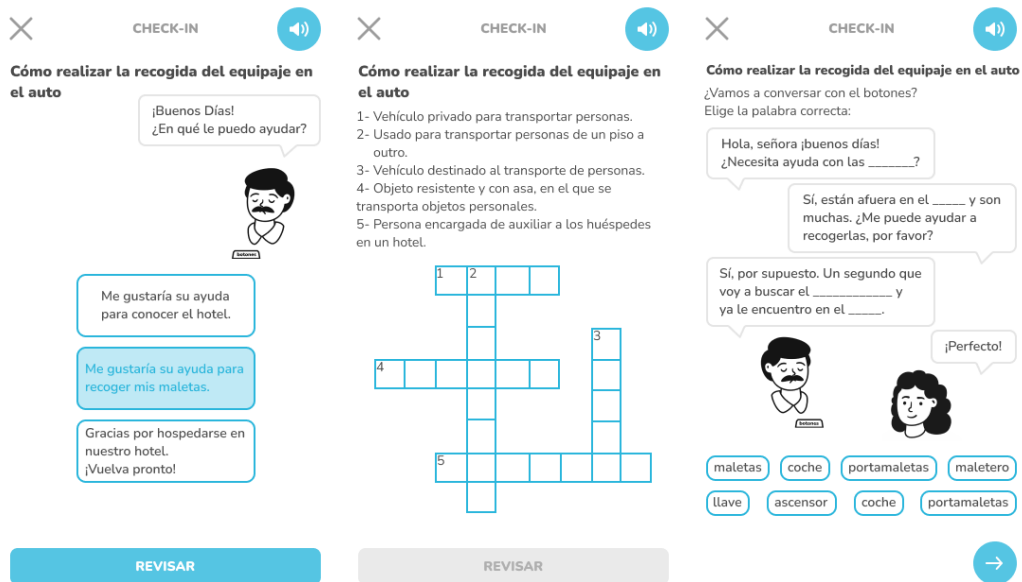 CHECK-IN
Cómo realizar la recogida del equipaje en
el auto
¡Buenos Días!
¿En qué le puedo ayudar?
botones
Me gustaría su ayuda
para conocer el hotel.
Me gustaría su ayuda para
recoger mis maletas.
Gracias por hospedarse en
nuestro hotel.
¡Vuelva pronto!
REVISAR
CHECK-IN
Cómo realizar la recogida del equipaje en
el auto
1- Vehículo privado para transportar personas.
2- Usado para transportar personas de un piso a
outro.
3- Vehículo destinado al transporte de personas.
4- Objeto resistente y con asa, en el que se
transporta objetos personales.
5- Persona encargada de auxiliar a los huéspedes
en un hotel.
1 2
3
4
5
REVISAR
CHECK-IN
Cómo realizar la recogida del equipaje en el auto
¿Vamos a conversar con el botones?
Elige la palabra correcta:
Hola, señora ¡buenos días!
¿Necesita ayuda con las _______?
Sí, están afuera en el _____ y son
muchas. ¿Me puede ayudar a
recogerlas, por favor?
Sí, por supuesto. Un segundo que
voy a buscar el ____________ y
ya le encuentro en el _____.
¡Perfecto!
botones
maletas coche portamaletas maletero
llave ascensor coche portamaletas